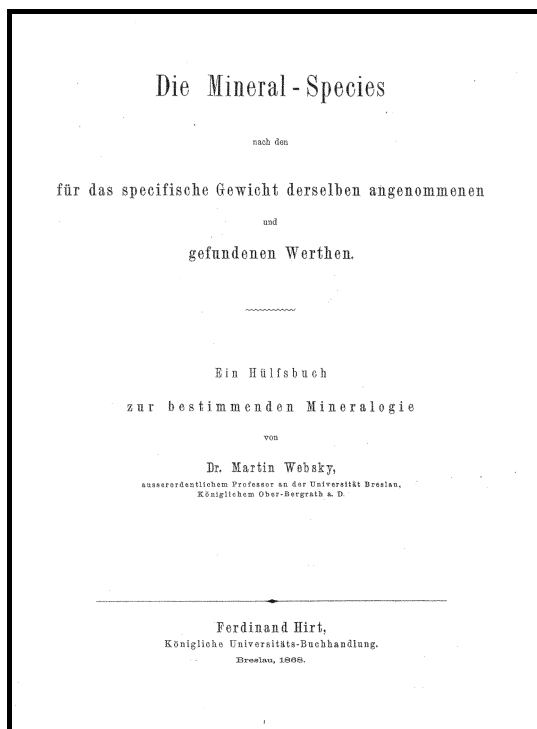 Die Mineral-Species
nach den
für das specifische Gewicht derselben angenommenen
und
gefundenen Werthen.
Ein Hülfsbuch
zur bestimmenden Mineralogie
von
Dr. Martin Websky,
ausserordentlichem Professor an der Universität Breslau,
Königlichem Ober-Bergrath a. D.
Ferdinand Hirt,
Königliche Universitäts-Buchhandlung.
Breslau, 1868.